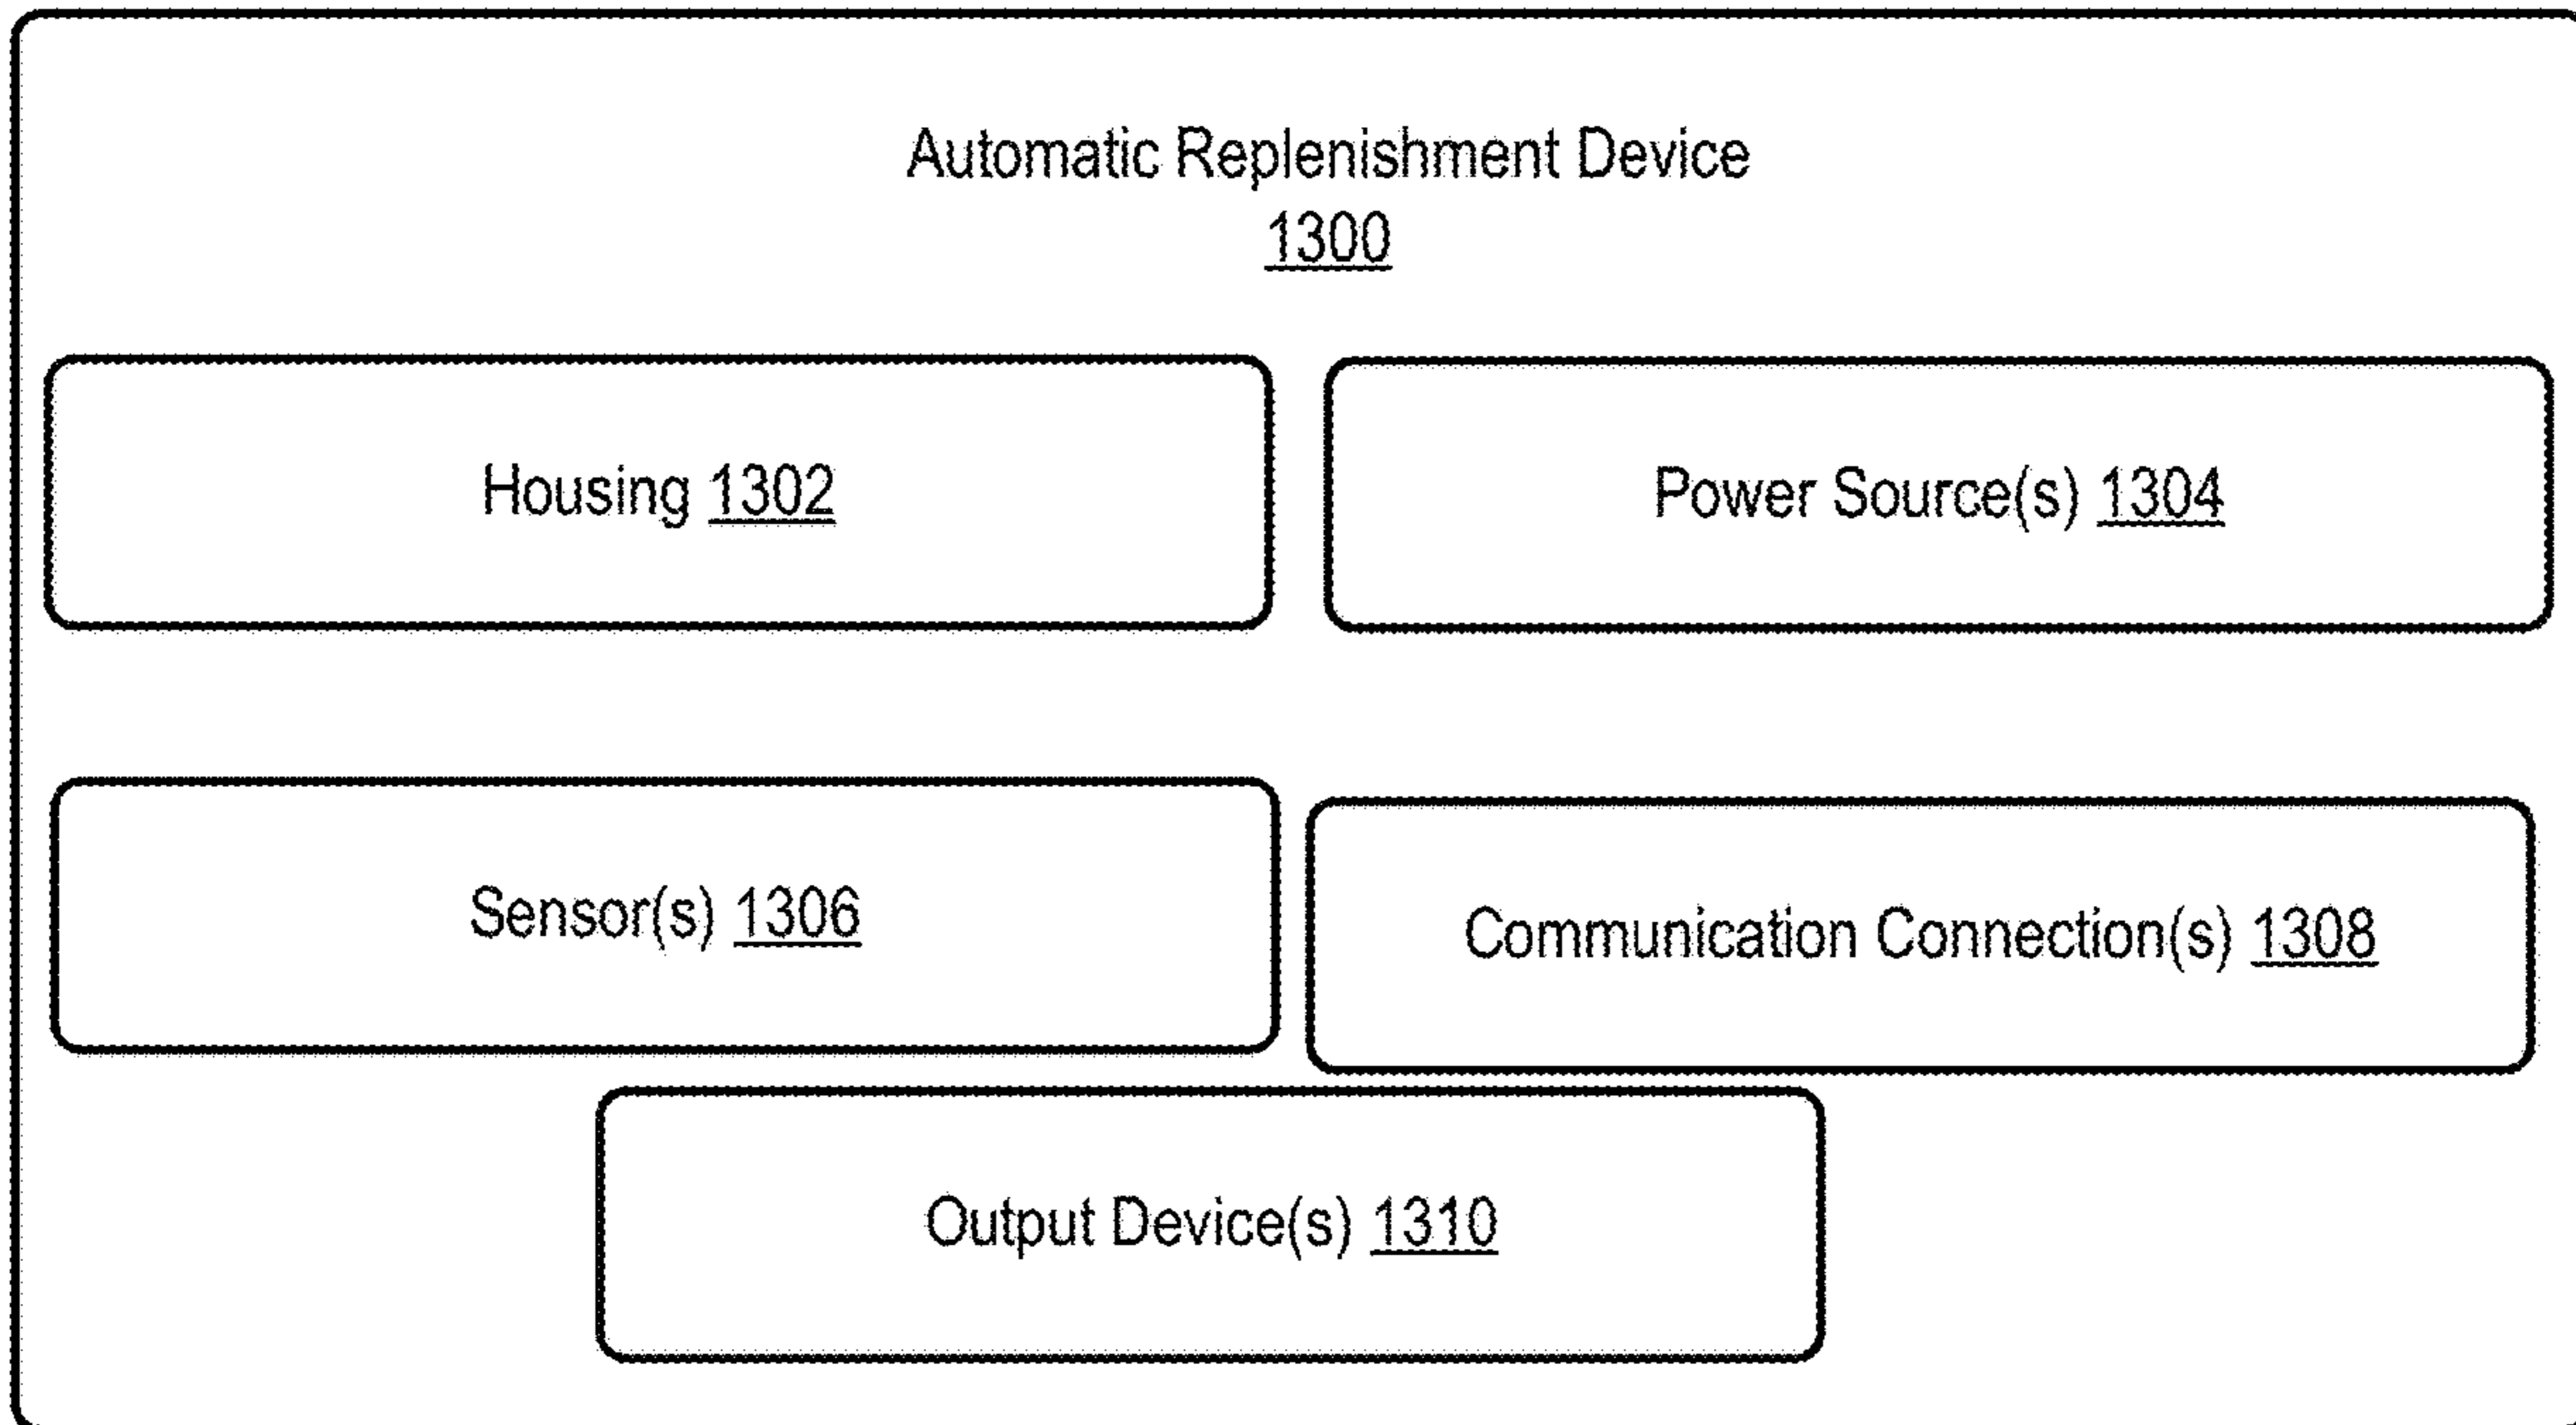 Automatic Replenishment Device
1300
Housing 1302
Power Source(s) 1304
Sensor(s) 1306
Communication Connection(s) 1308
Output Device(s) 1310